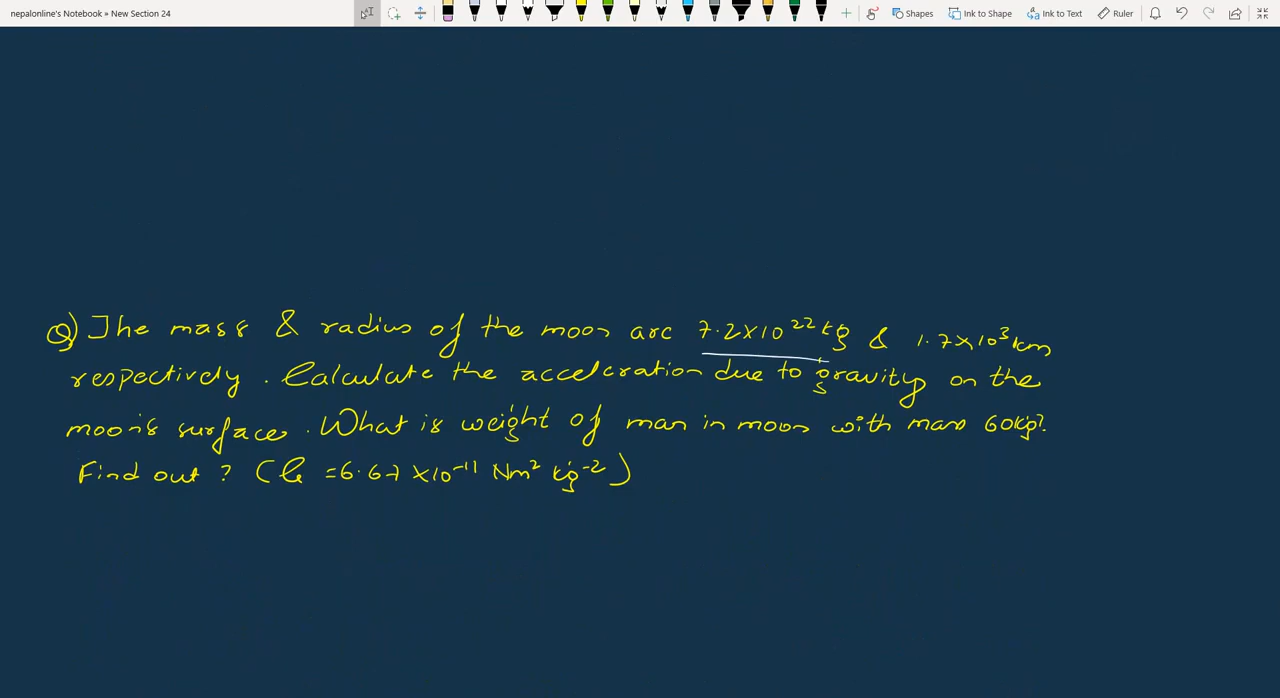 nepalonline's Notebook » New Section 24
Shapes Ink to Shape Ink to Text Ruler
Q) The mass & radius of the moon are 7.2×10²² kg & 1.7×10³ km
respectively. Calculate the acceleration due to gravity on the
moon's surface. What is weight of man in moon with mass 60kg?
Find out? (G = 6.67 ×10⁻¹¹ Nm² kg⁻²)